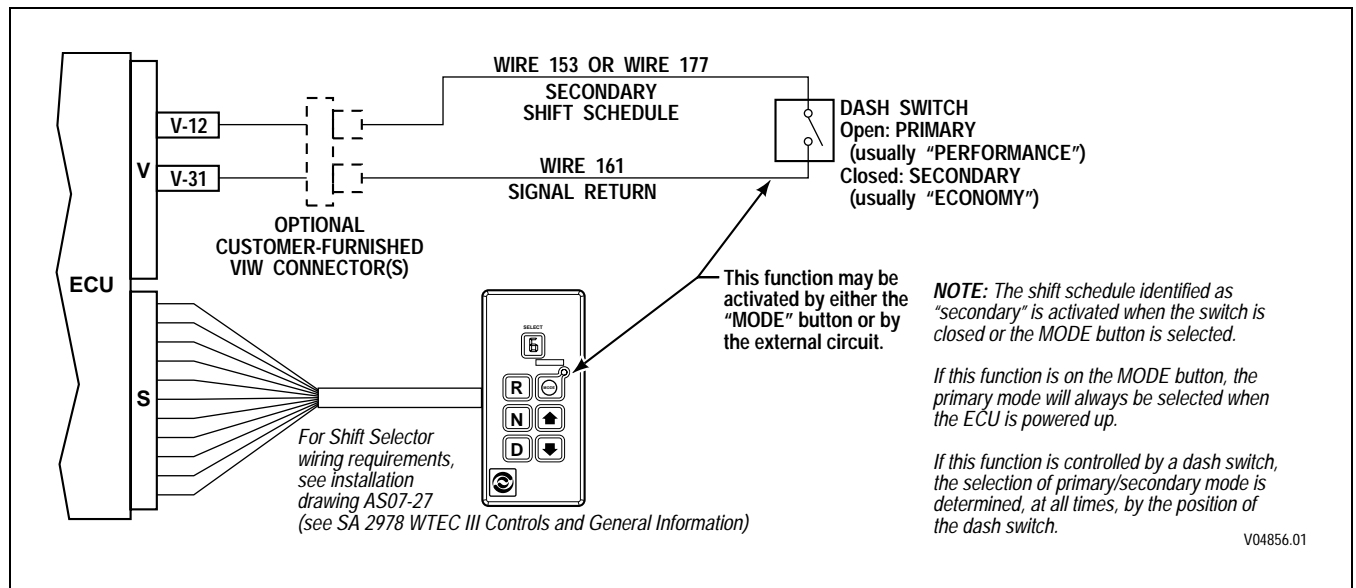 WIRE 153 OR WIRE 177
SECONDARY
SHIFT SCHEDULE
DASH SWITCH
Open: PRIMARY
(usually “PERFORMANCE”)
Closed: SECONDARY
(usually “ECONOMY”)
V-12
V
V-31
WIRE 161
SIGNAL RETURN
OPTIONAL
CUSTOMER-FURNISHED
VIW CONNECTOR(S)
ECU
S
This function may be
activated by either the
“MODE” button or by
the external circuit.
SELECT
6
R
MODE
N
D
For Shift Selector
wiring requirements,
see installation
drawing AS07-27
(see SA 2978 WTEC III Controls and General Information)
NOTE: The shift schedule identified as
“secondary” is activated when the switch is
closed or the MODE button is selected.
If this function is on the MODE button, the
primary mode will always be selected when
the ECU is powered up.
If this function is controlled by a dash switch,
the selection of primary/secondary mode is
determined, at all times, by the position of
the dash switch.
V04856.01